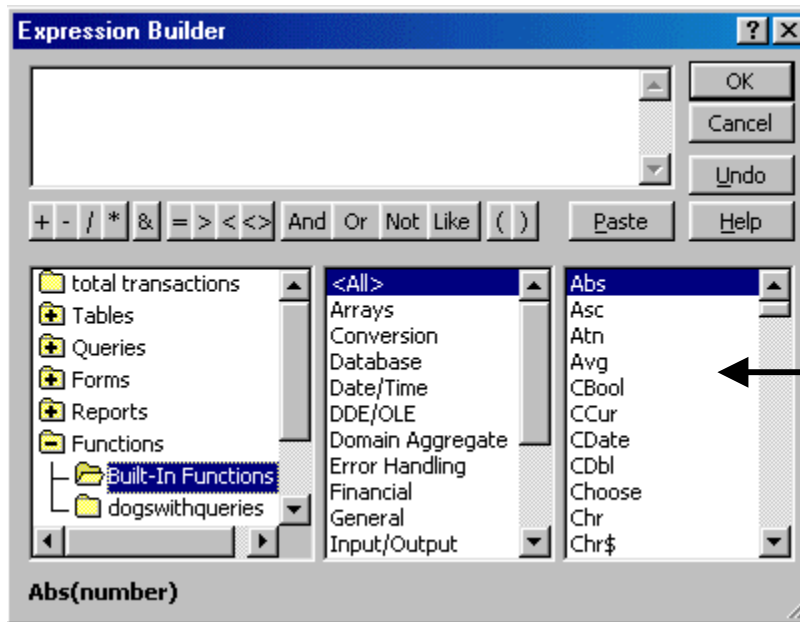 Expression Builder
?
OK
Cancel
Undo
+ - / * & = > < <> And Or Not Like ( ) Paste Help
total transactions
Tables
Queries
Forms
Reports
Functions
Built-In Functions
dogswithqueries
<All>
Arrays
Conversion
Database
Date/Time
DDE/OLE
Domain Aggregate
Error Handling
Financial
General
Input/Output
Abs
Asc
Atn
Avg
CBool
CCur
CDate
CDbl
Choose
Chr
Chr$
Abs(number)